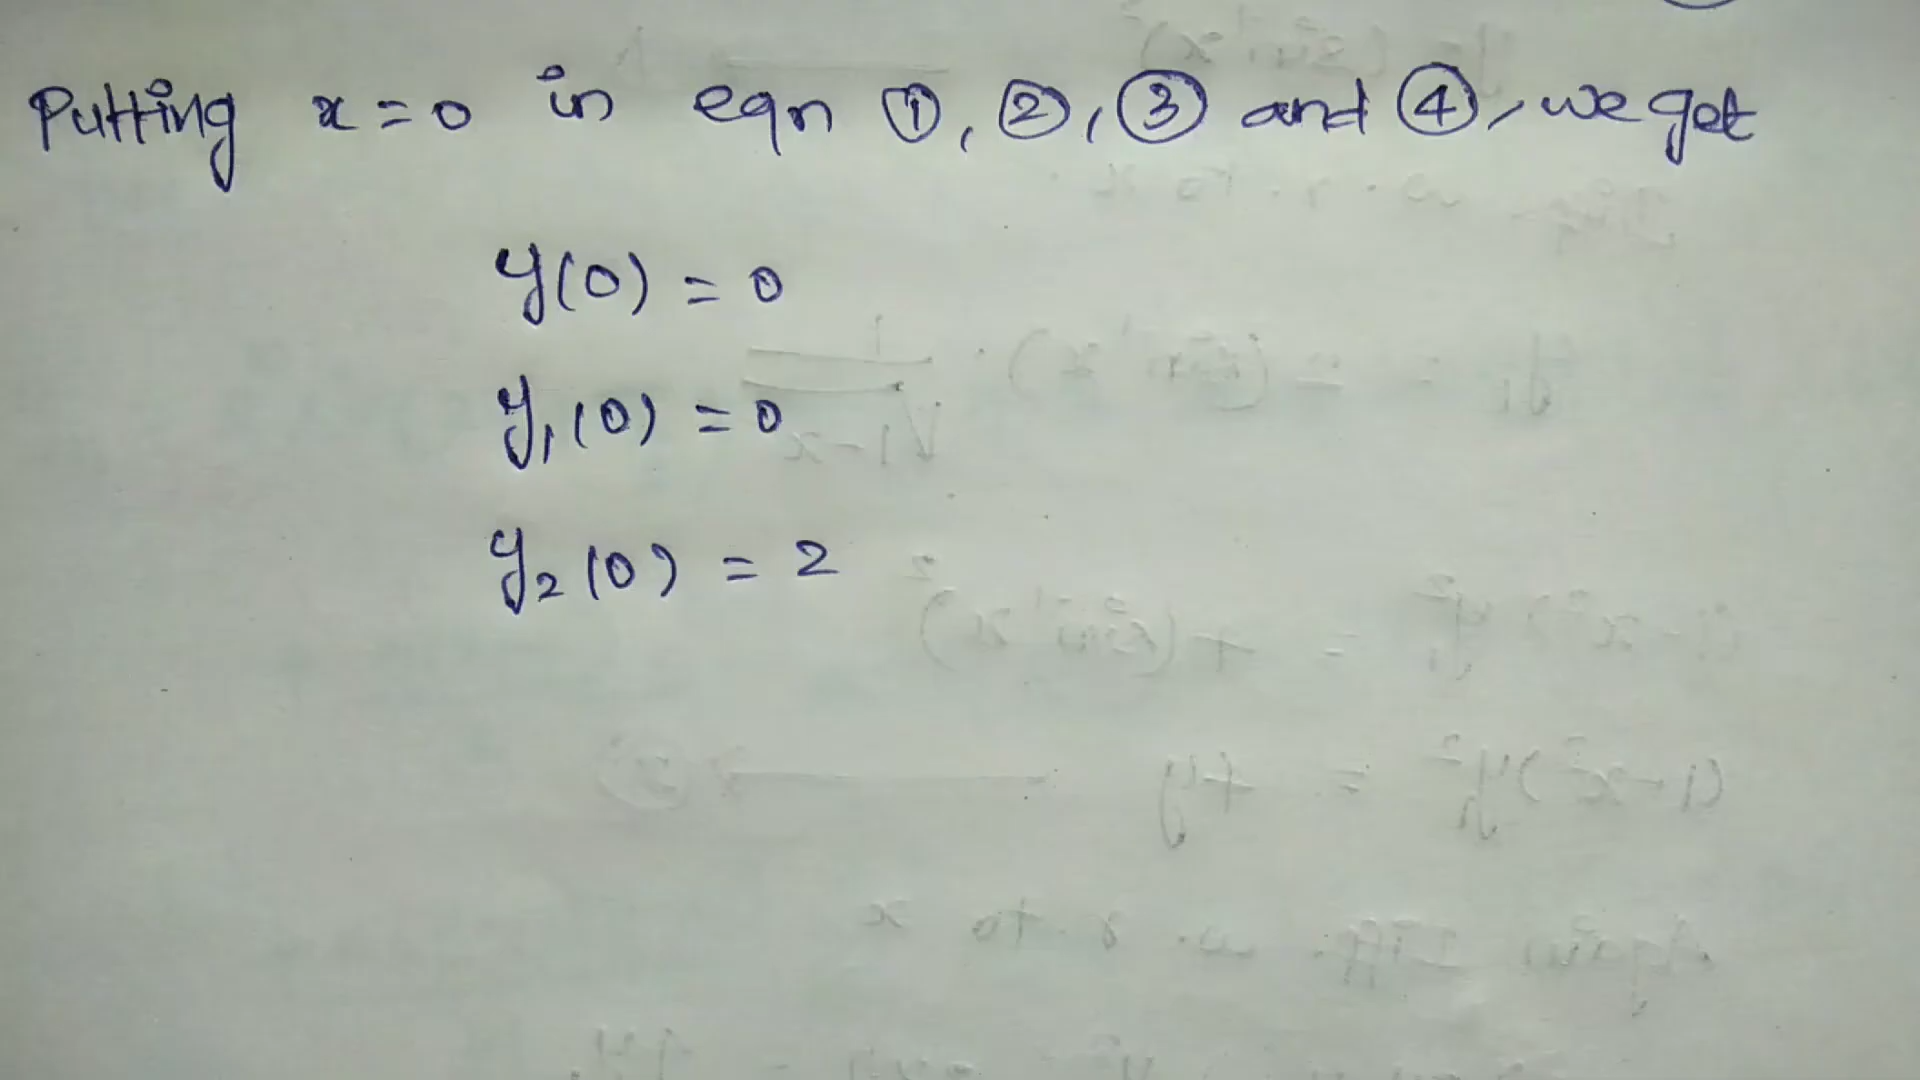 Putting x = 0 in eqn ①, ②, ③ and ④, we get
y(0) = 0
y₁(0) = 0
y₂(0) = 2